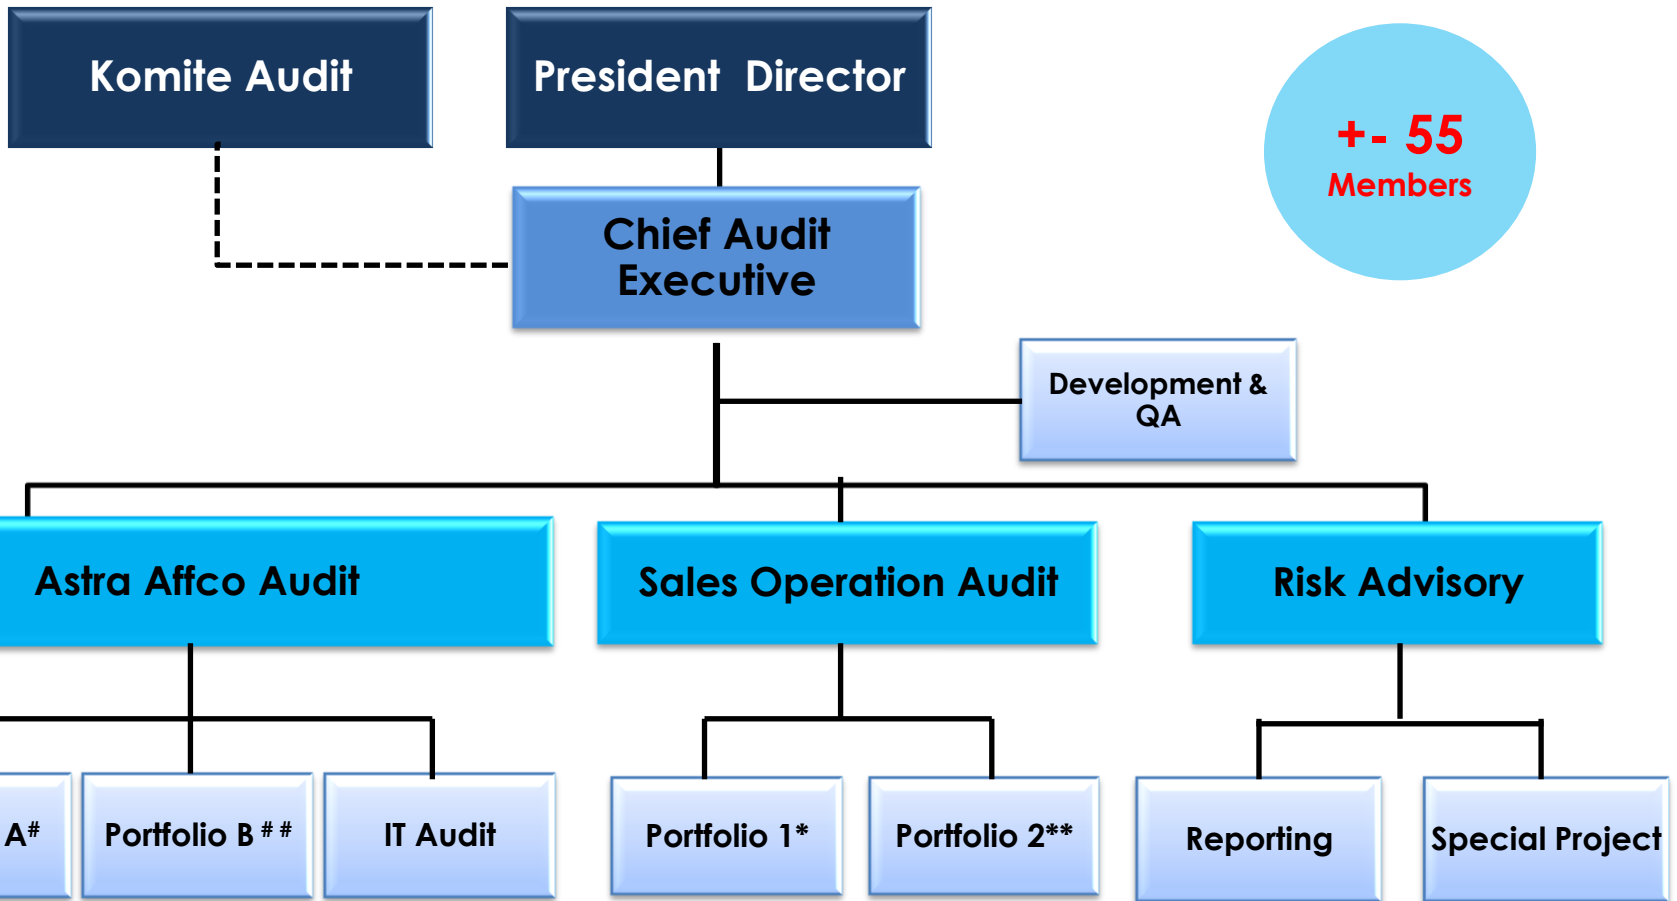 Komite Audit
President Director
+- 55
Members
Chief Audit
Executive
Development &
QA
Astra Affco Audit
Sales Operation Audit
Risk Advisory
A#
Portfolio B # #
IT Audit
Portfolio 1*
Portfolio 2**
Reporting
Special Project